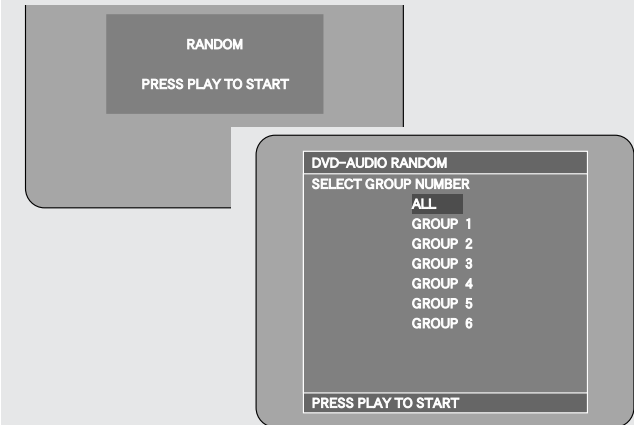 RANDOM
PRESS PLAY TO START
DVD-AUDIO RANDOM
SELECT GROUP NUMBER
ALL
GROUP 1
GROUP 2
GROUP 3
GROUP 4
GROUP 5
GROUP 6
PRESS PLAY TO START